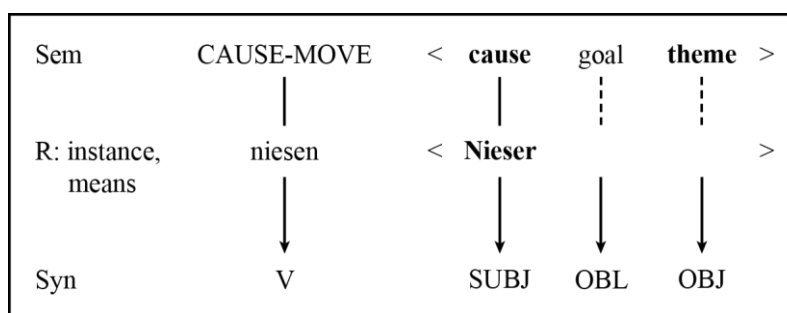 Sem CAUSE-MOVE < cause goal theme >
R: instance, niesen < Nieser >
means
Syn V SUBJ OBL OBJ